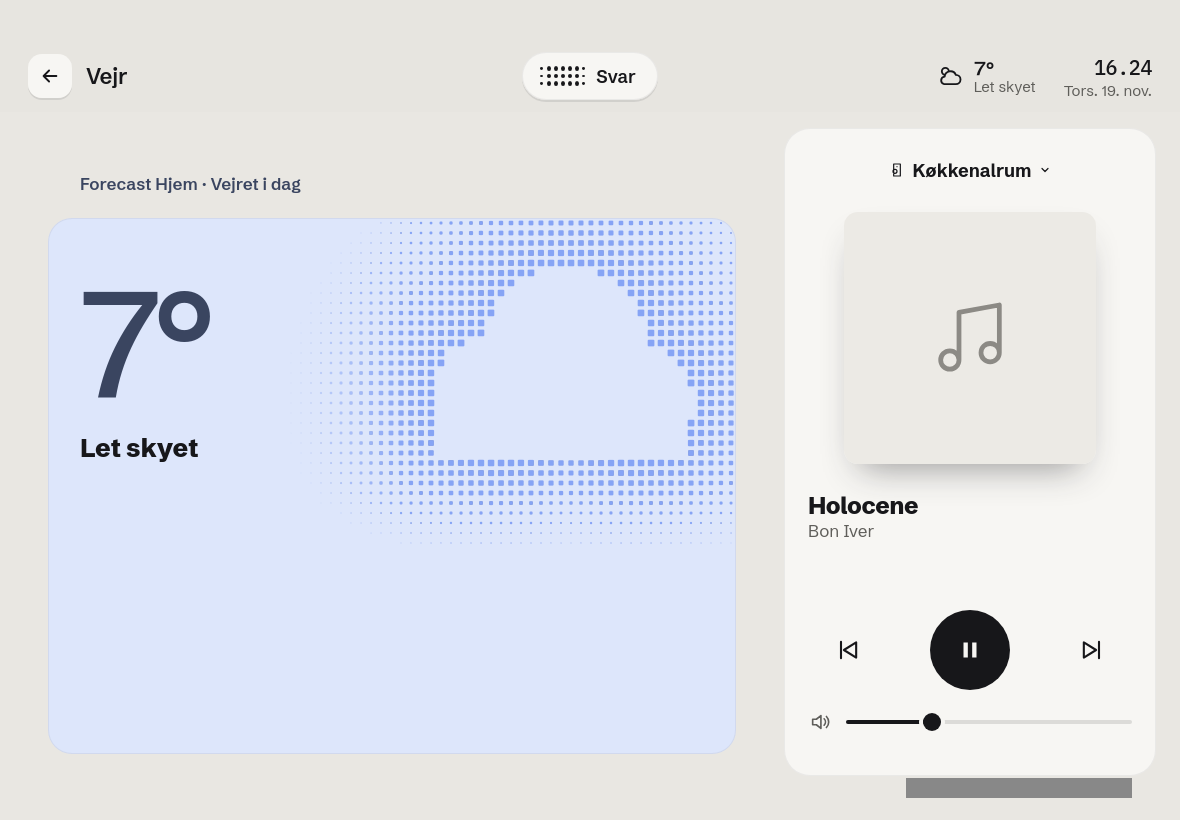 Vejr
Svar
7°
Let skyet
16.24
Tors. 19. nov.
Forecast Hjem · Vejret i dag
7°
Let skyet
Køkkenalrum
Holocene
Bon Iver